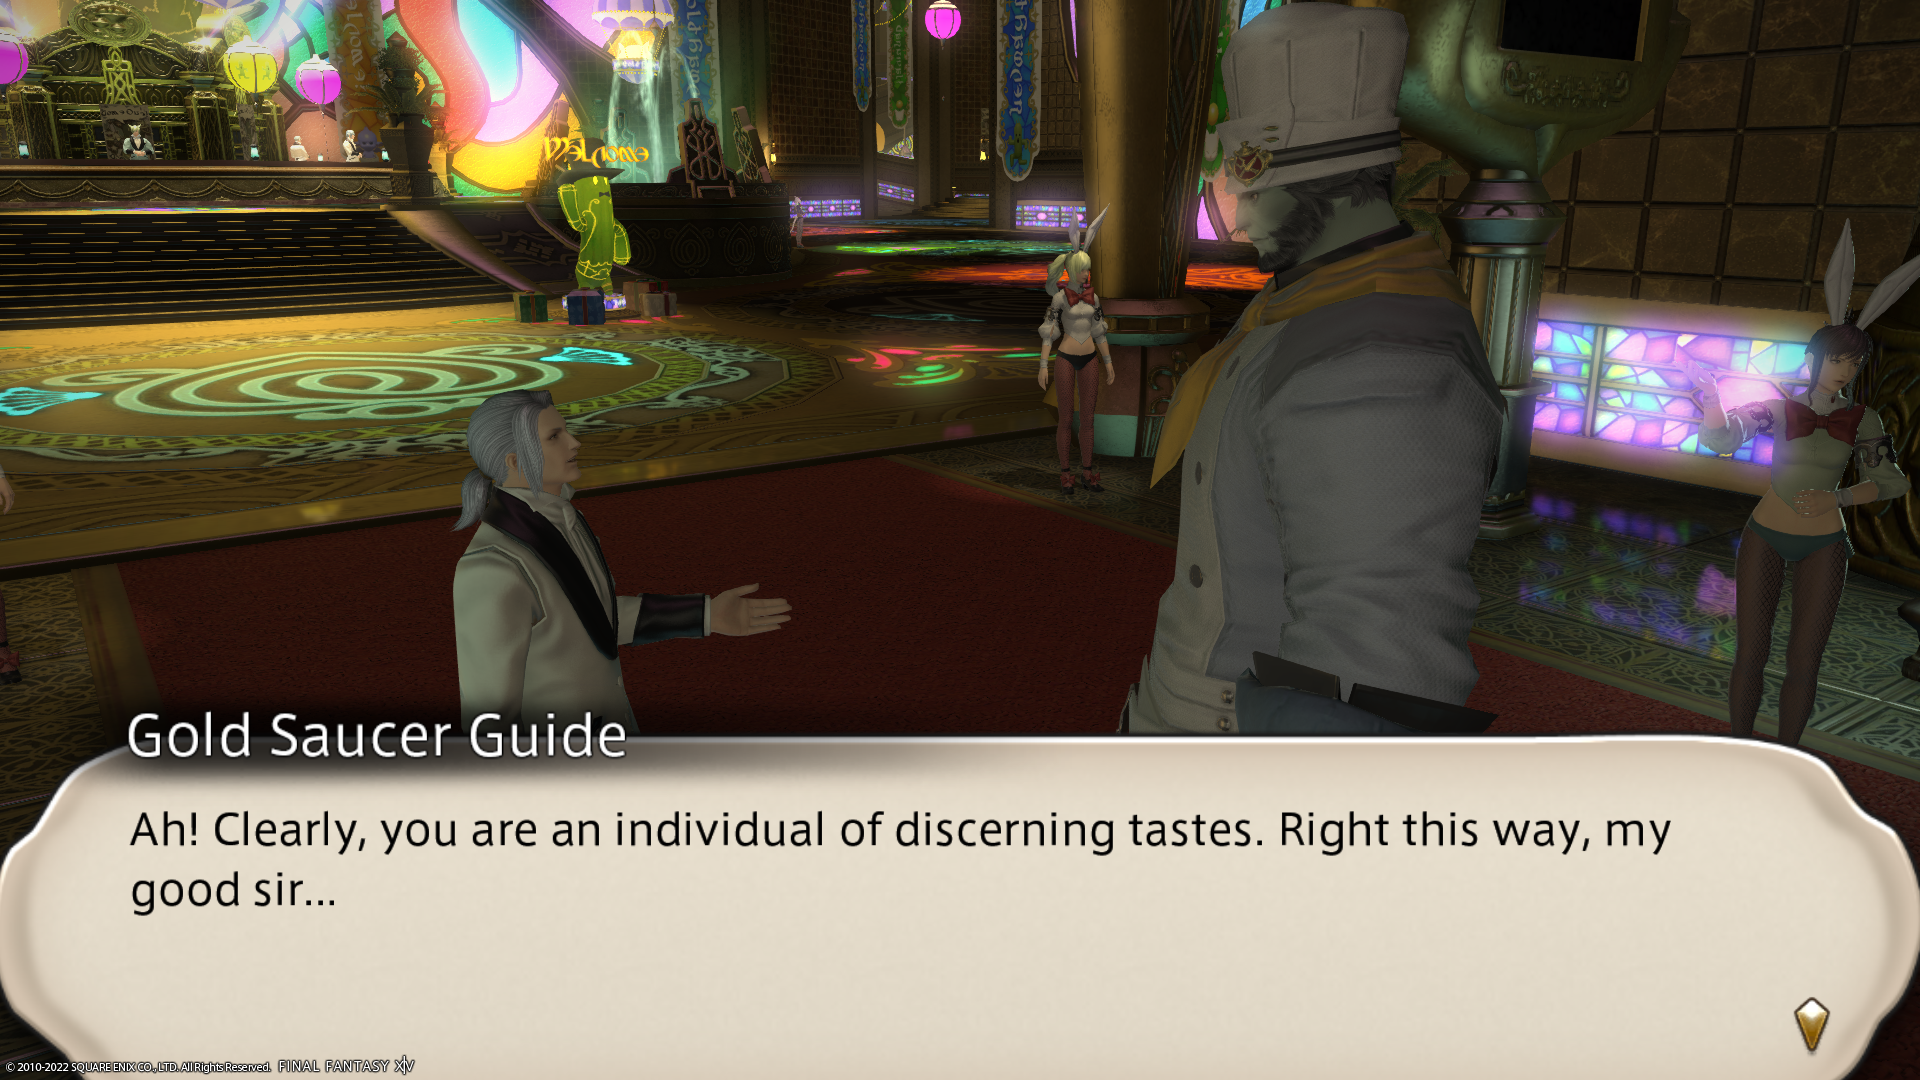 WELcome
Gold Saucer Guide
Ah! Clearly, you are an individual of discerning tastes. Right this way, my
good sir...
© 2010-2022 SQUARE ENIX CO., LTD. All Rights Reserved. FINAL FANTASY XIV